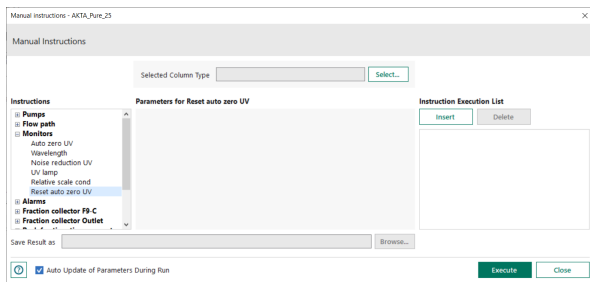 Manual instructions - AKTA_Pure_25
Manual Instructions
Selected Column Type
Select...
Instructions
Pumps
Flow path
Monitors
Auto zero UV
Wavelength
Noise reduction UV
UV lamp
Relative scale cond
Reset auto zero UV
Alarms
Fraction collector F9-C
Fraction collector Outlet
Parameters for Reset auto zero UV
Instruction Execution List
Insert Delete
Save Result as
Browse...
Auto Update of Parameters During Run
Execute Close